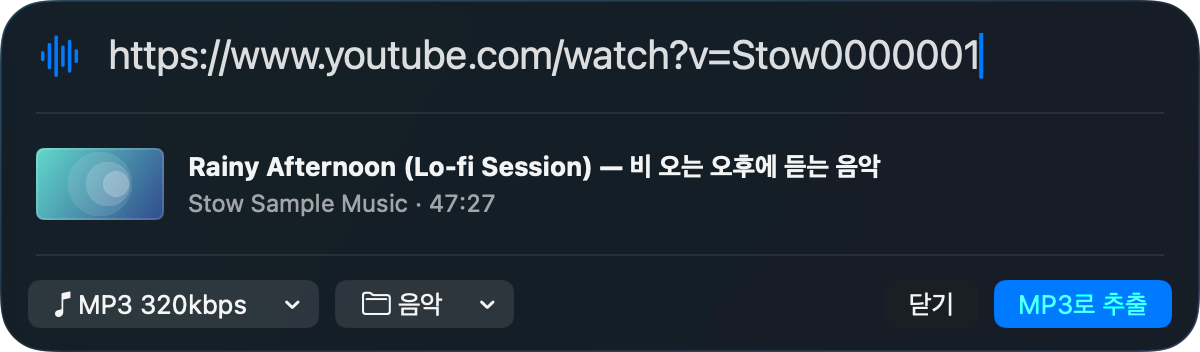 https://www.youtube.com/watch?v=Stow0000001
Rainy Afternoon (Lo-fi Session) — 비 오는 오후에 듣는 음악
Stow Sample Music · 47:27
MP3 320kbps
음악
닫기
MP3로 추출